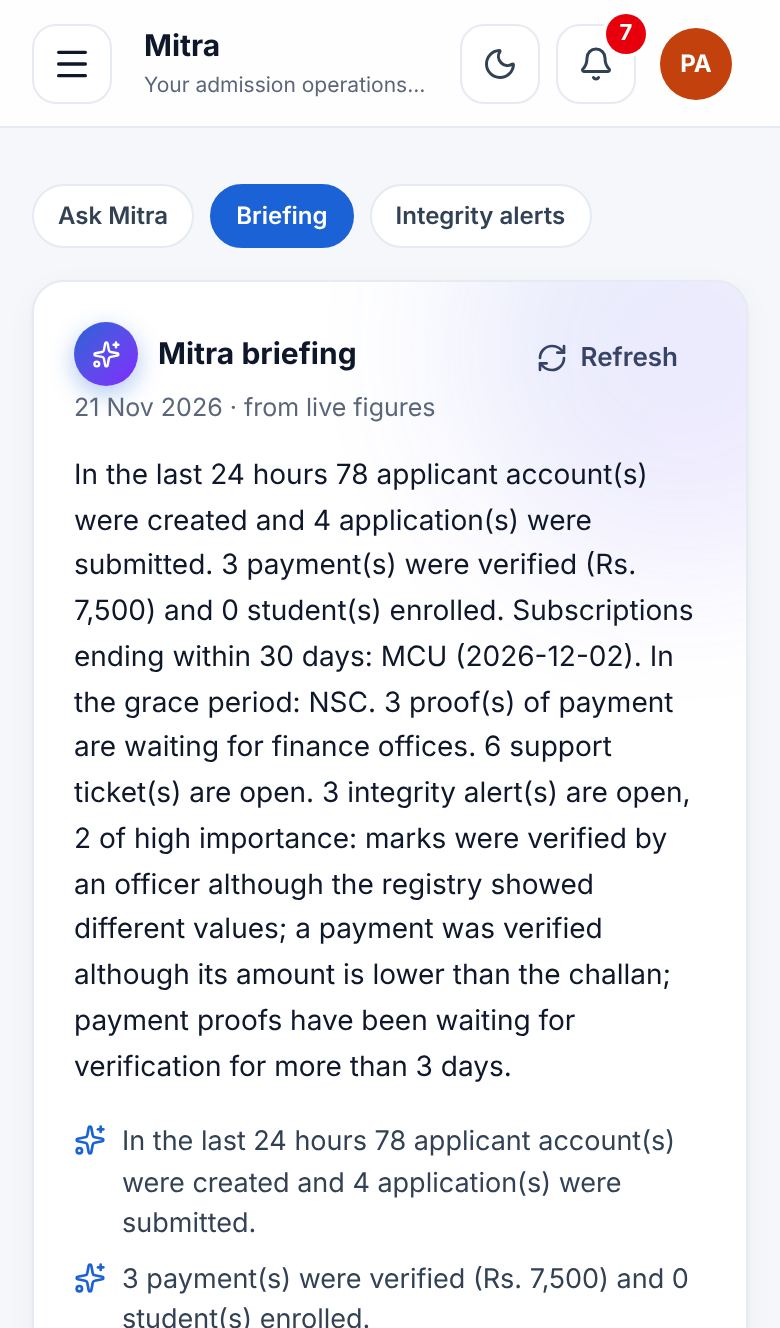 Mitra
Your admission operations...
7
PA
Ask Mitra
Briefing
Integrity alerts
Mitra briefing
Refresh
21 Nov 2026 · from live figures
In the last 24 hours 78 applicant account(s)
were created and 4 application(s) were
submitted. 3 payment(s) were verified (Rs.
7,500) and 0 student(s) enrolled. Subscriptions
ending within 30 days: MCU (2026-12-02). In
the grace period: NSC. 3 proof(s) of payment
are waiting for finance offices. 6 support
ticket(s) are open. 3 integrity alert(s) are open,
2 of high importance: marks were verified by
an officer although the registry showed
different values; a payment was verified
although its amount is lower than the challan;
payment proofs have been waiting for
verification for more than 3 days.
In the last 24 hours 78 applicant account(s)
were created and 4 application(s) were
submitted.
3 payment(s) were verified (Rs. 7,500) and 0
student(s) enrolled.